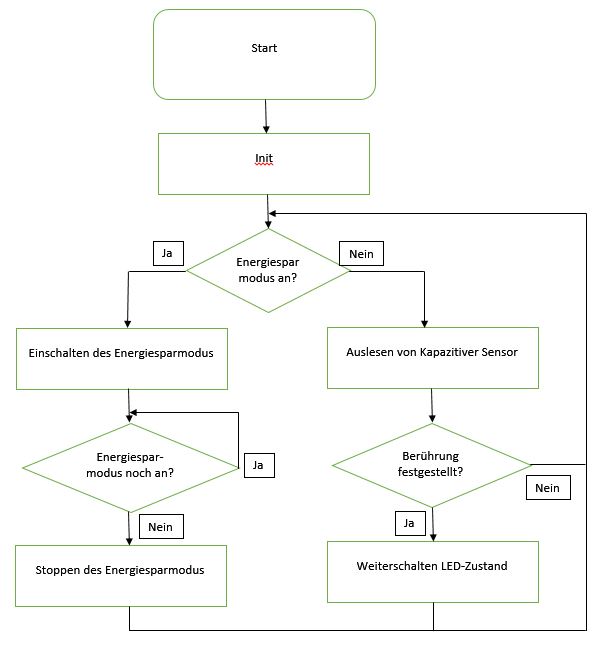 Start
Init
Ja
Energiespar
modus an?
Nein
Einschalten des Energiesparmodus
Auslesen von Kapazitiver Sensor
Energiespar-
modus noch an?
Ja
Berührung
festgestellt?
Nein
Nein
Ja
Stoppen des Energiesparmodus
Weiterschalten LED-Zustand